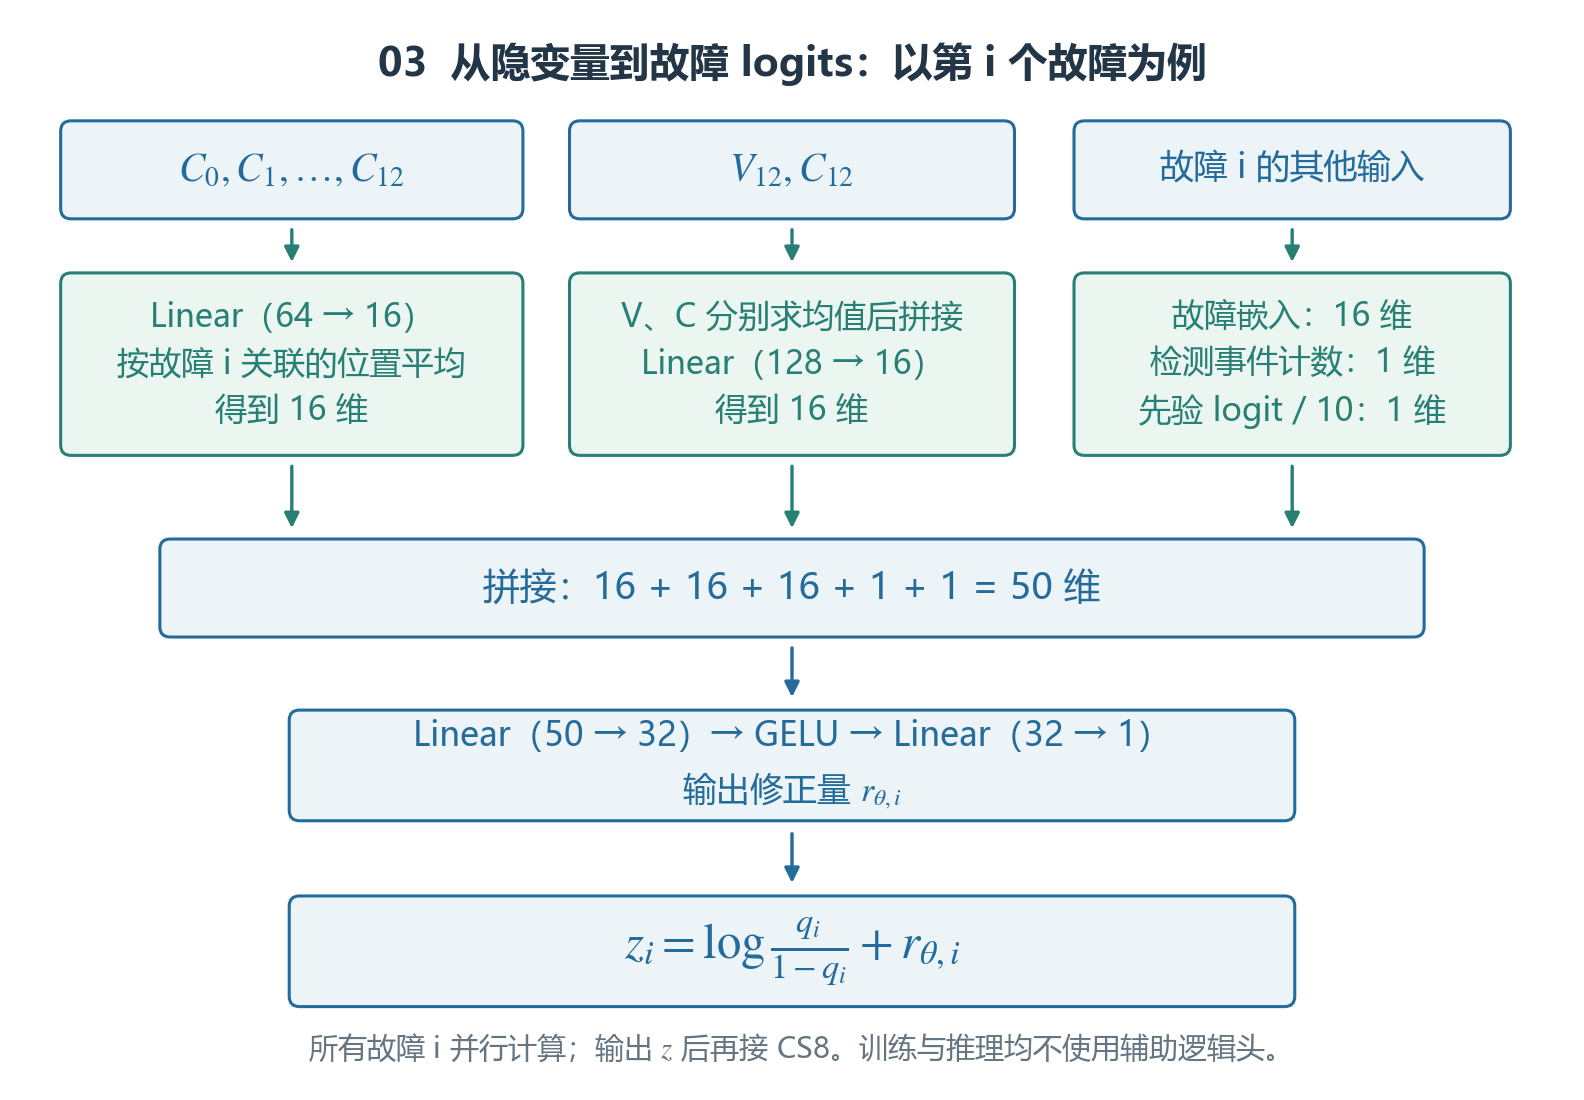 03 从隐变量到故障 logits：以第 i 个故障为例
C₀, C₁, …, C₁₂
V₁₂, C₁₂
故障 i 的其他输入
Linear（64 → 16）
按故障 i 关联的位置平均
得到 16 维
V、C 分别求均值后拼接
Linear（128 → 16）
得到 16 维
故障嵌入：16 维
检测事件计数：1 维
先验 logit / 10：1 维
拼接：16 + 16 + 16 + 1 + 1 = 50 维
Linear（50 → 32）→ GELU → Linear（32 → 1）
输出修正量 r_{θ,i}
z_i = log \frac{q_i}{1 − q_i} + r_{θ,i}
所有故障 i 并行计算；输出 z 后再接 CS8。训练与推理均不使用辅助逻辑头。